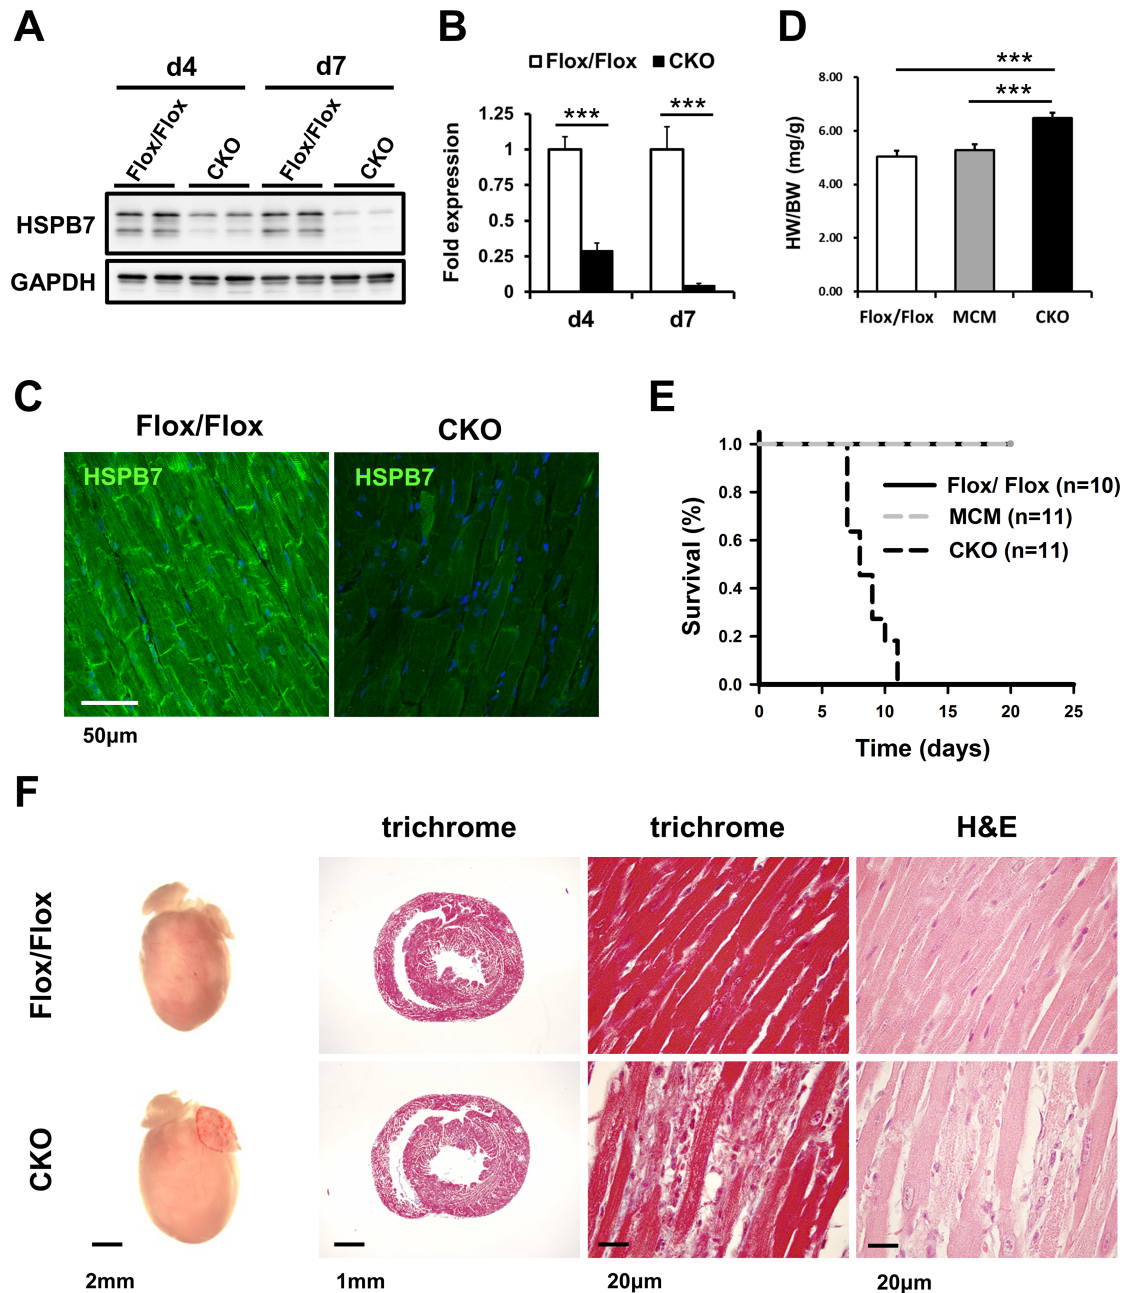 A
d4 d7
Flox/Flox CKO Flox/Flox CKO
HSPB7
GAPDH
B
Flox/Flox CKO
Fold expression
1.25
1
0.75
0.5
0.25
0
*** ***
d4 d7
D
HW/BW (mg/g)
8.00
6.00
4.00
2.00
0.00
***
***
Flox/Flox MCM CKO
C
Flox/Flox CKO
HSPB7 HSPB7
50µm
E
Survival (%)
1.0
0.8
0.6
0.4
0.2
0.0
Flox/ Flox (n=10)
MCM (n=11)
CKO (n=11)
0 5 10 15 20 25
Time (days)
F
trichrome trichrome H&E
Flox/Flox
CKO
2mm 1mm 20µm 20µm